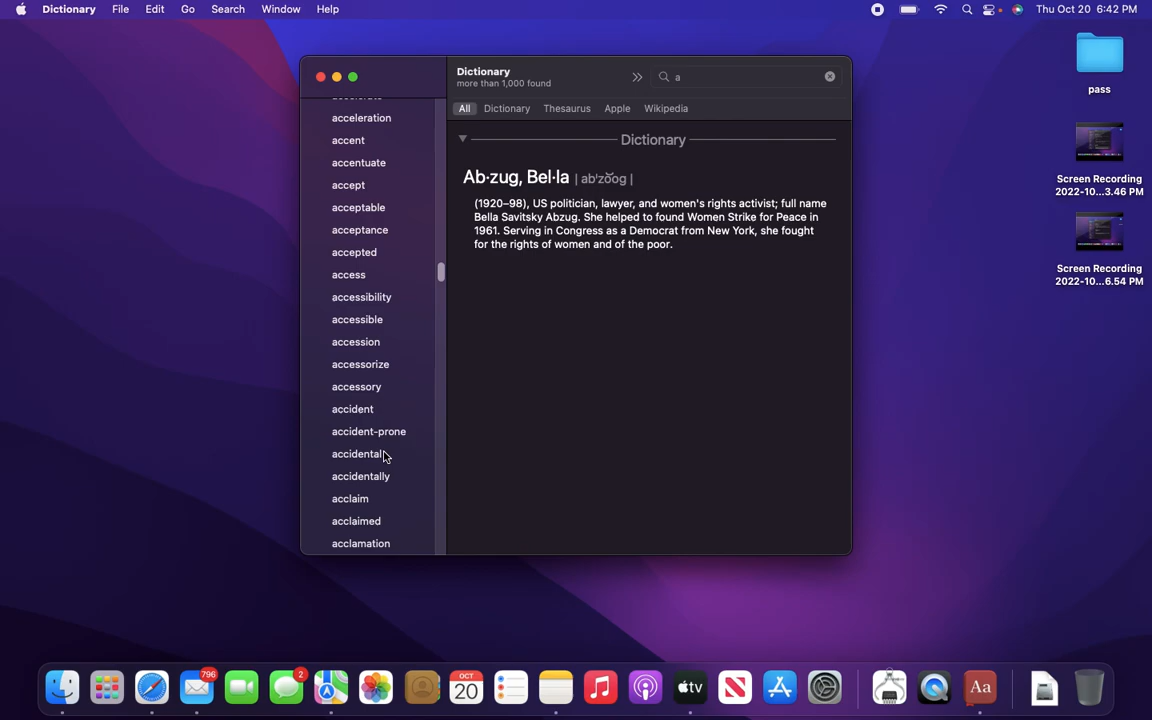 Dictionary File Edit Go Search Window Help
Thu Oct 20 6:42 PM
pass
Screen Recording
2022-10...3.46 PM
Screen Recording
2022-10...6.54 PM
Dictionary
more than 1,000 found
a
All Dictionary Thesaurus Apple Wikipedia
acceleration
accent
accentuate
accept
acceptable
acceptance
accepted
access
accessibility
accessible
accession
accessorize
accessory
accident
accident-prone
accidental
accidentally
acclaim
acclaimed
acclamation
Dictionary
Ab·zug, Bel·la | abˈzo͝og |
(1920–98), US politician, lawyer, and women's rights activist; full name
Bella Savitsky Abzug. She helped to found Women Strike for Peace in
1961. Serving in Congress as a Democrat from New York, she fought
for the rights of women and of the poor.
796
2
OCT
20
tv
Aa